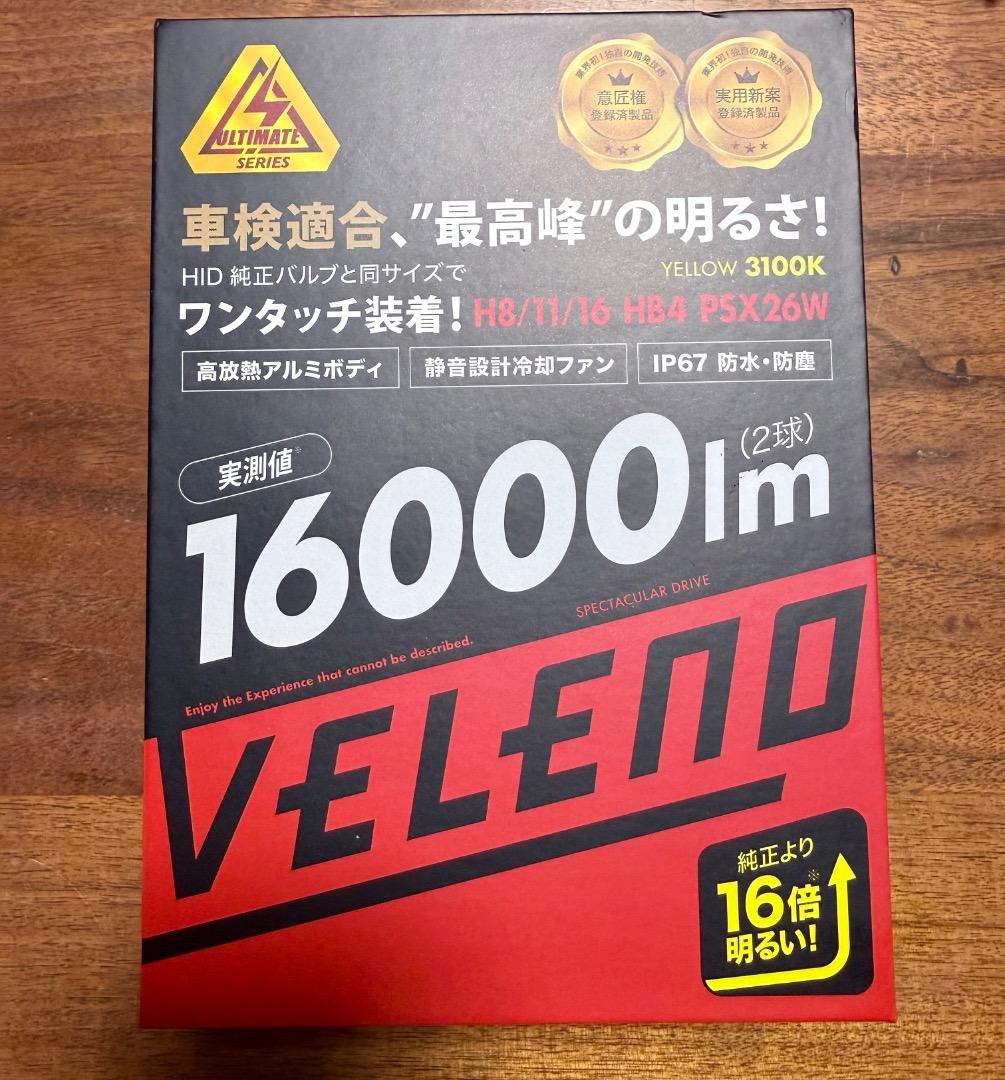 ULTIMATE
SERIES
業界初！独自の開発技術
意匠権
登録済製品
業界初！独自の開発技術
実用新案
登録済製品
車検適合、"最高峰"の明るさ！
HID 純正バルブと同サイズで
YELLOW 3100K
ワンタッチ装着！ H8/11/16 HB4 PSX26W
高放熱アルミボディ 静音設計冷却ファン IP67 防水・防塵
実測値※
16000lm (2球)
SPECTACULAR DRIVE
Enjoy the Experience that cannot be described.
VELENO
純正より
16倍※
明るい！